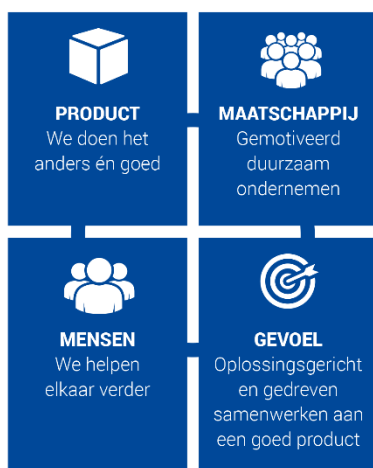 PRODUCT
We doen het
anders én goed
MAATSCHAPPIJ
Gemotiveerd
duurzaam
ondernemen
MENSEN
We helpen
elkaar verder
GEVOEL
Oplossingsgericht
en gedreven
samenwerken aan
een goed product